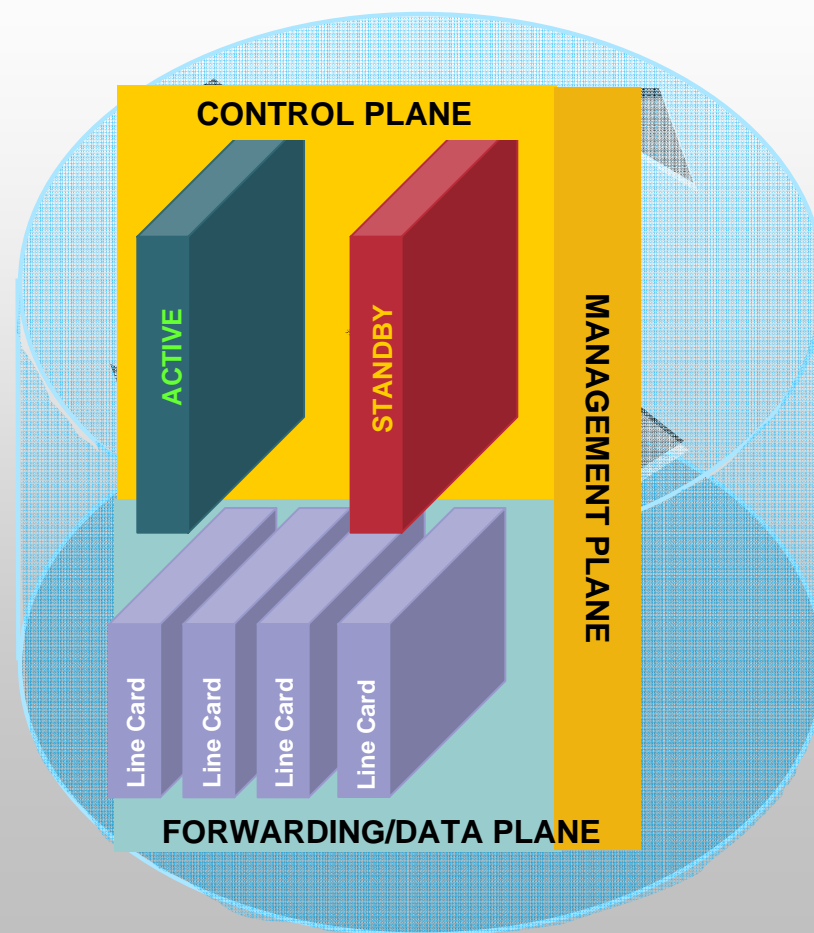 CONTROL PLANE
ACTIVE
STANDBY
MANAGEMENT PLANE
Line Card
Line Card
Line Card
Line Card
FORWARDING/DATA PLANE